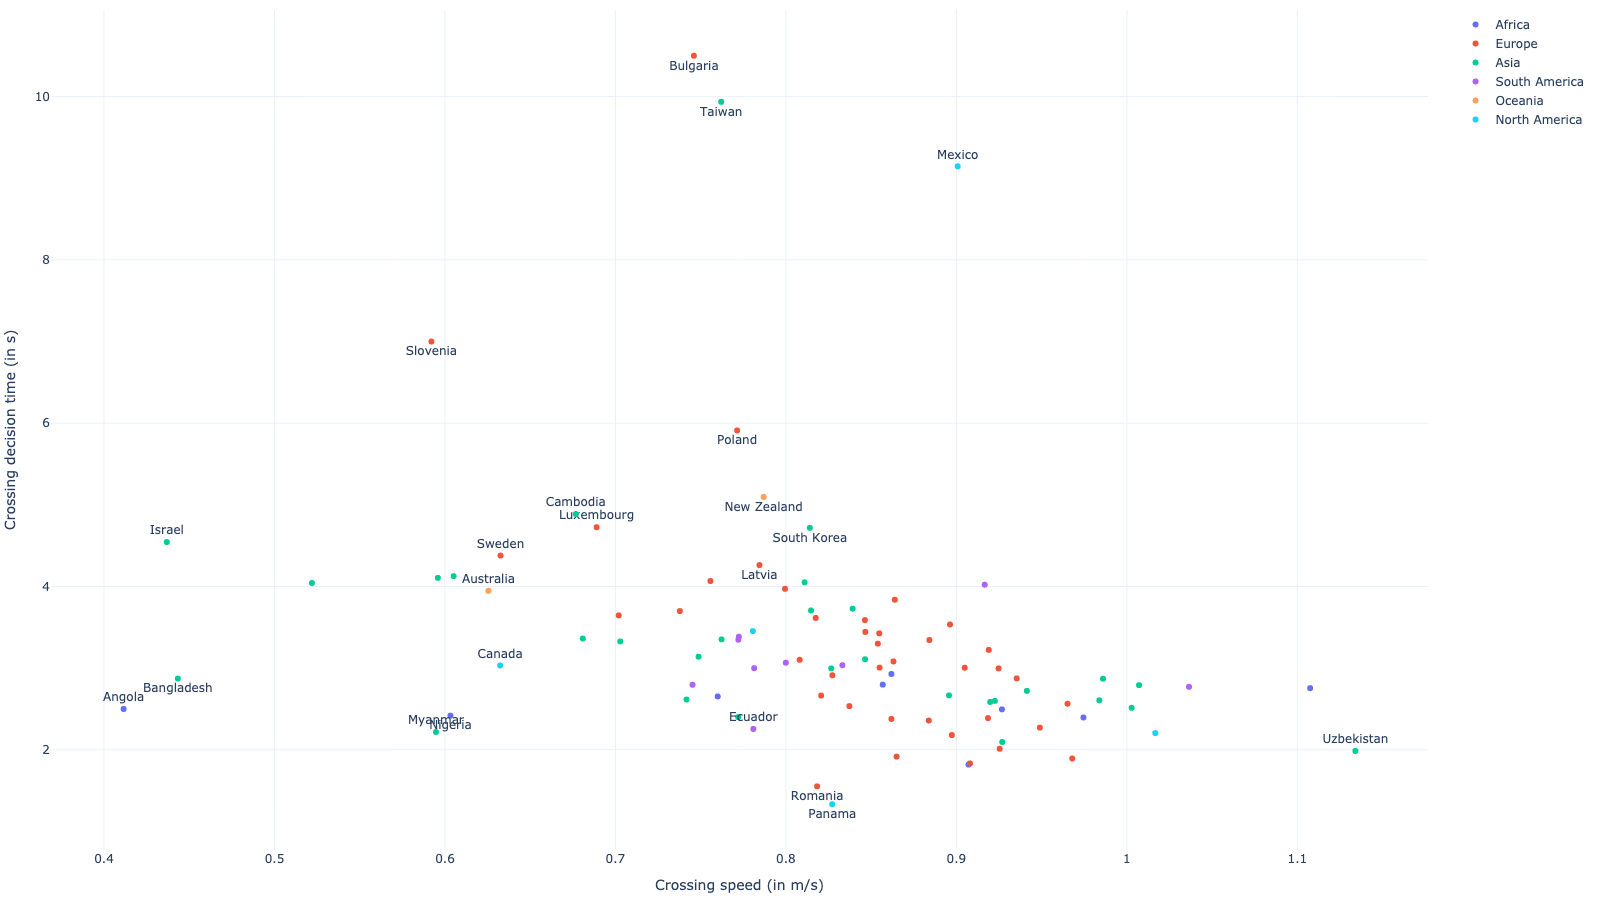 Bulgaria
Taiwan
Mexico
Slovenia
Poland
Cambodia
Luxembourg
New Zealand
Israel
South Korea
Sweden
Latvia
Australia
Canada
Bangladesh
Angola
Myanmar
Nigeria
Ecuador
Uzbekistan
Romania
Panama
10
8
6
4
2
0.4
0.5
0.6
0.7
0.8
0.9
1
1.1
Crossing speed (in m/s)
Crossing decision time (in s)
Africa
Europe
Asia
South America
Oceania
North America